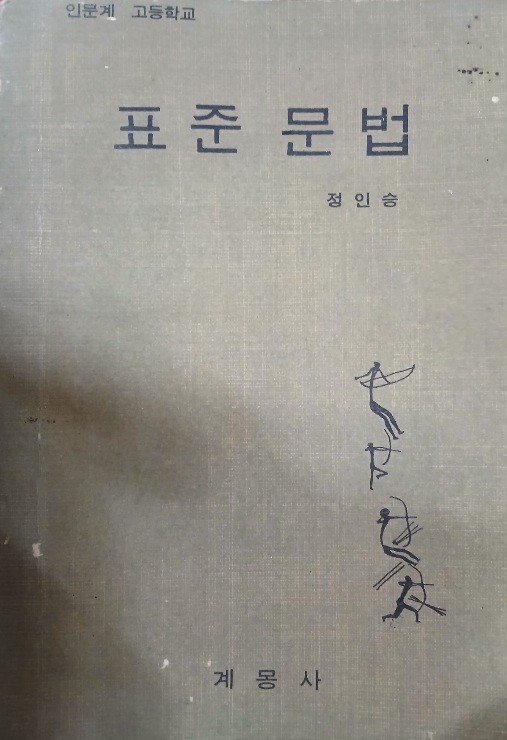 인문계 고등학교
표준 문법
정인승
계몽사